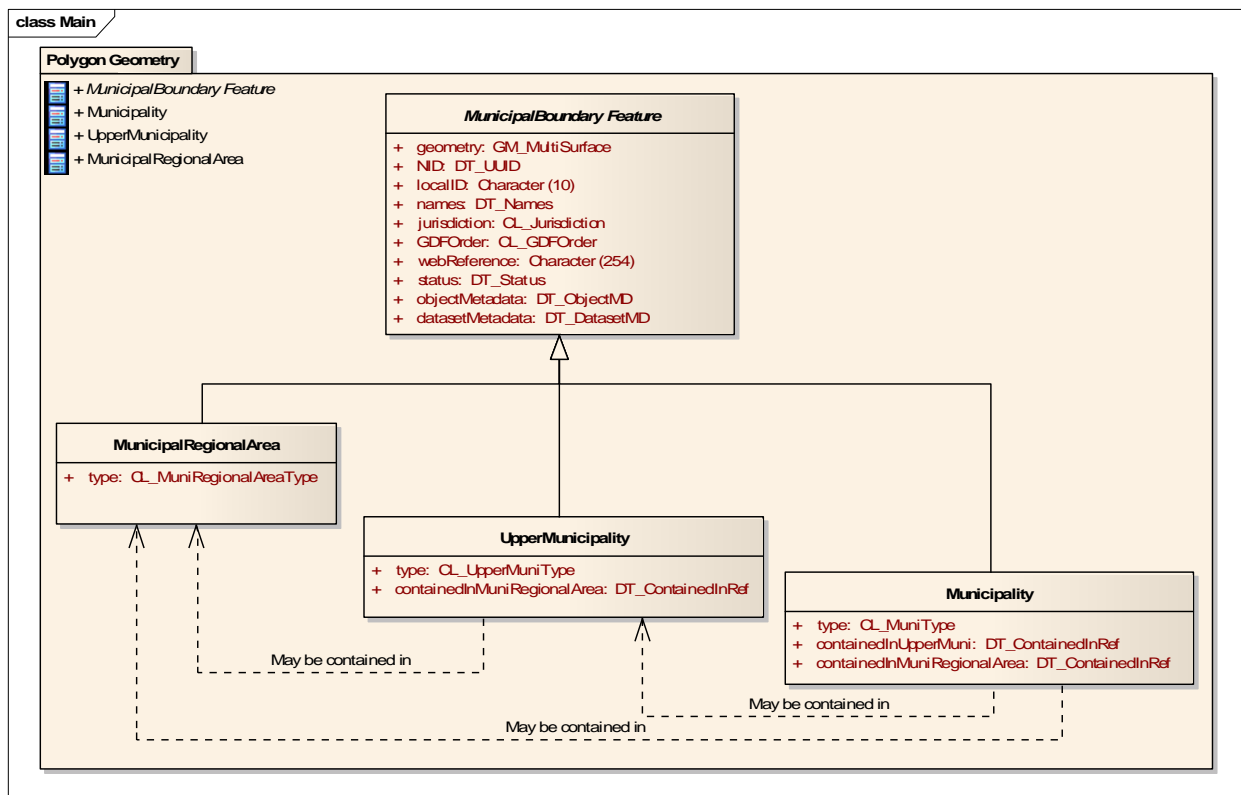 class Main
Polygon Geometry
+ MunicipalBoundary Feature
+ Municipality
+ UpperMunicipality
+ MunicipalRegionalArea
MunicipalBoundary Feature
+ geometry: GM_MultiSurface
+ NID: DT_UUID
+ localID: Character (10)
+ names: DT_Names
+ jurisdiction: CL_Jurisdiction
+ GDFOrder: CL_GDFOrder
+ webReference: Character (254)
+ status: DT_Status
+ objectMetadata: DT_ObjectMD
+ datasetMetadata: DT_DatasetMD
MunicipalRegionalArea
+ type: CL_MuniRegionalAreaType
UpperMunicipality
+ type: CL_UpperMuniType
+ containedInMuniRegionalArea: DT_ContainedInRef
Municipality
+ type: CL_MuniType
+ containedInUpperMuni: DT_ContainedInRef
+ containedInMuniRegionalArea: DT_ContainedInRef
May be contained in
May be contained in
May be contained in